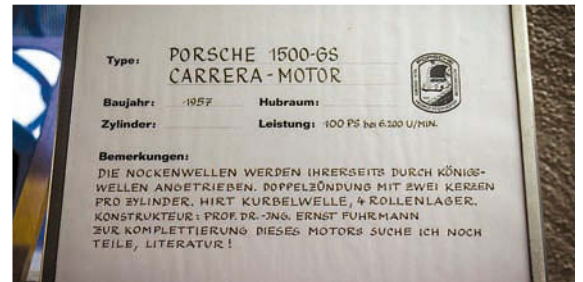 Type: PORSCHE 1500-GS
CARRERA-MOTOR
Baujahr: 1957 Hubraum:
Zylinder: Leistung: 100 PS bei 6.200 U/MIN.
Bemerkungen:
DIE NOCKENWELLEN WERDEN IHRERSEITS DURCH KÖNIGS-
WELLEN ANGETRIEBEN. DOPPELZÜNDUNG MIT ZWEI KERZEN
PRO ZYLINDER. HIRT KURBELWELLE, 4 ROLLENLAGER.
KONSTRUKTEUR: PROF. DR.-JNG. ERNST FUHRMANN
ZUR KOMPLETTIERUNG DIESES MOTORS SUCHE ICH NOCH
TEILE, LITERATUR!